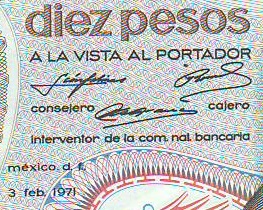 diez pesos
A LA VISTA AL PORTADOR
consejero cajero
interventor de la com. nal. bancaria
méxico, d. f.
3 feb. 1971